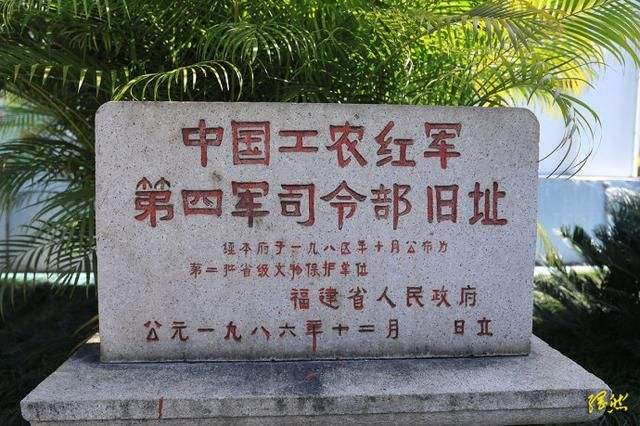 中国工农红军
第四军司令部旧址
经本府于一九八五年十月公布为
第二批省级文物保护单位
福建省人民政府
公元一九八六年十二月 日立